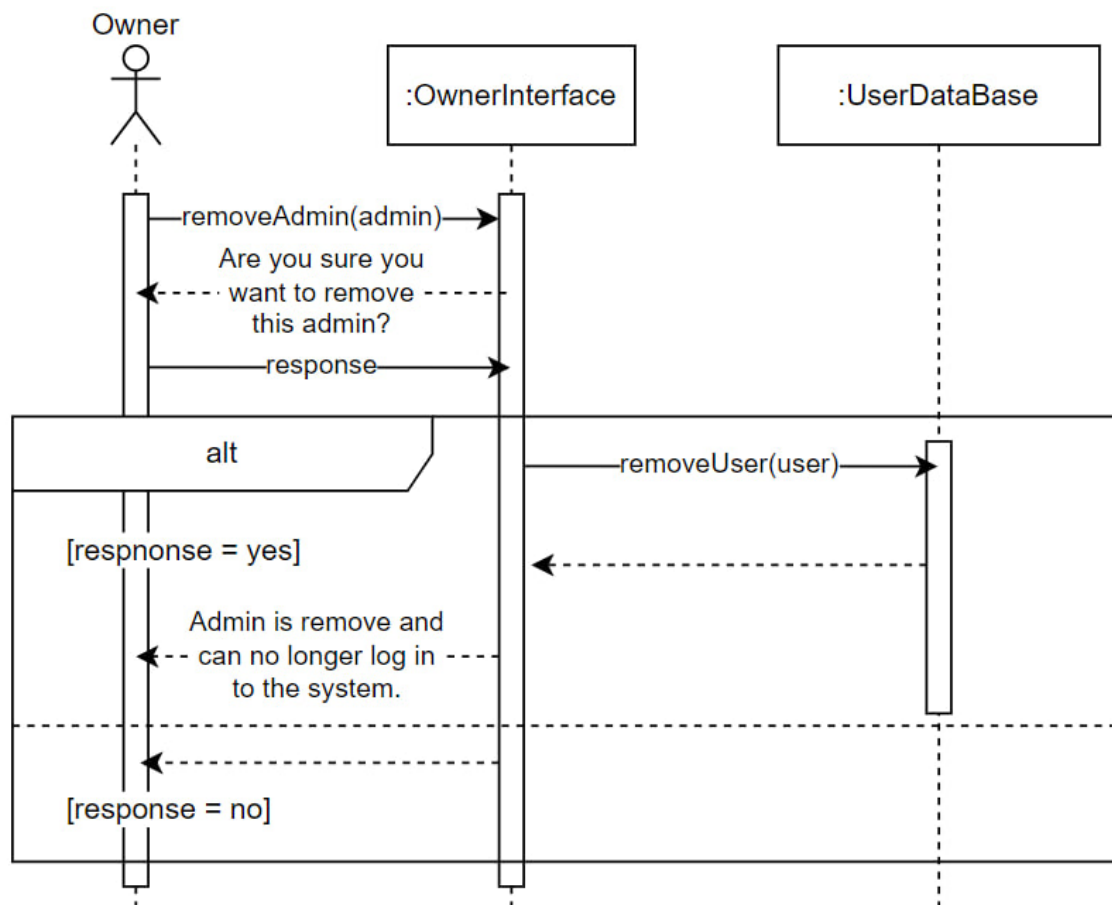 Owner
:OwnerInterface
:UserDataBase
removeAdmin(admin)
Are you sure you
want to remove
this admin?
response
alt
removeUser(user)
[respnonse = yes]
Admin is remove and
can no longer log in
to the system.
[response = no]